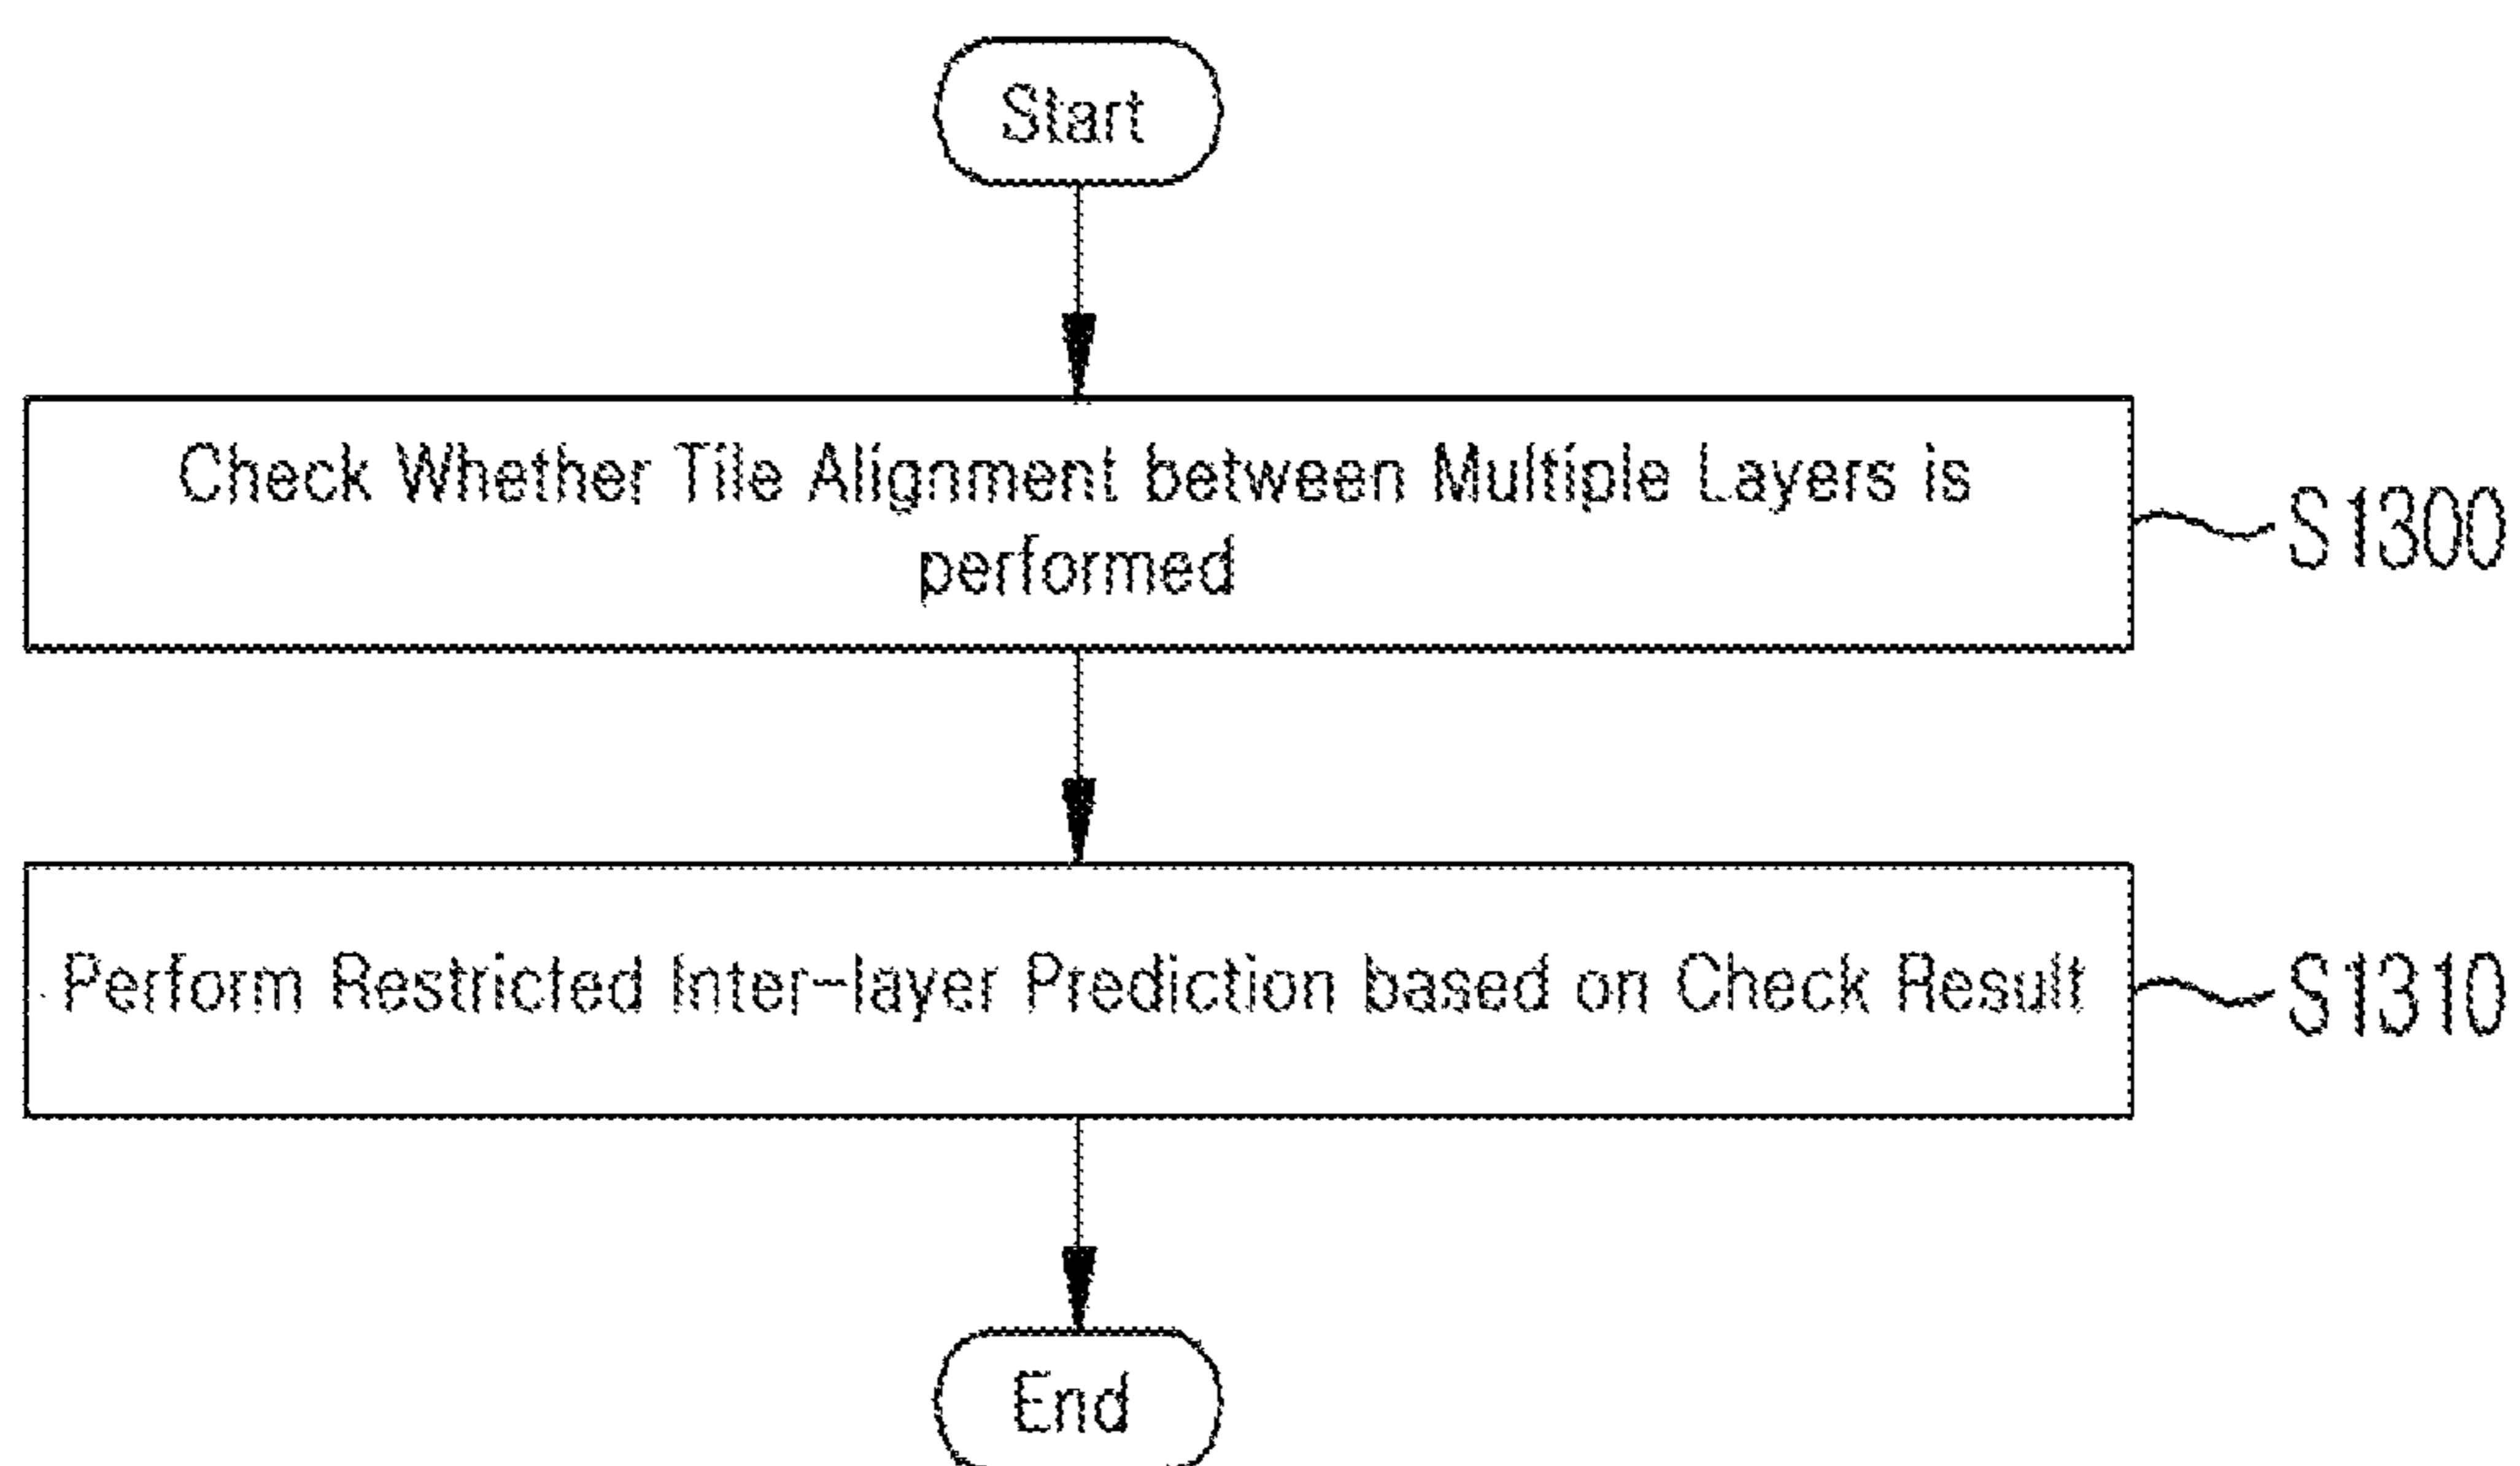 Start
Check Whether Tile Alignment between Multiple Layers is
performed
S1300
Perform Restricted Inter-layer Prediction based on Check Result
S1310
End